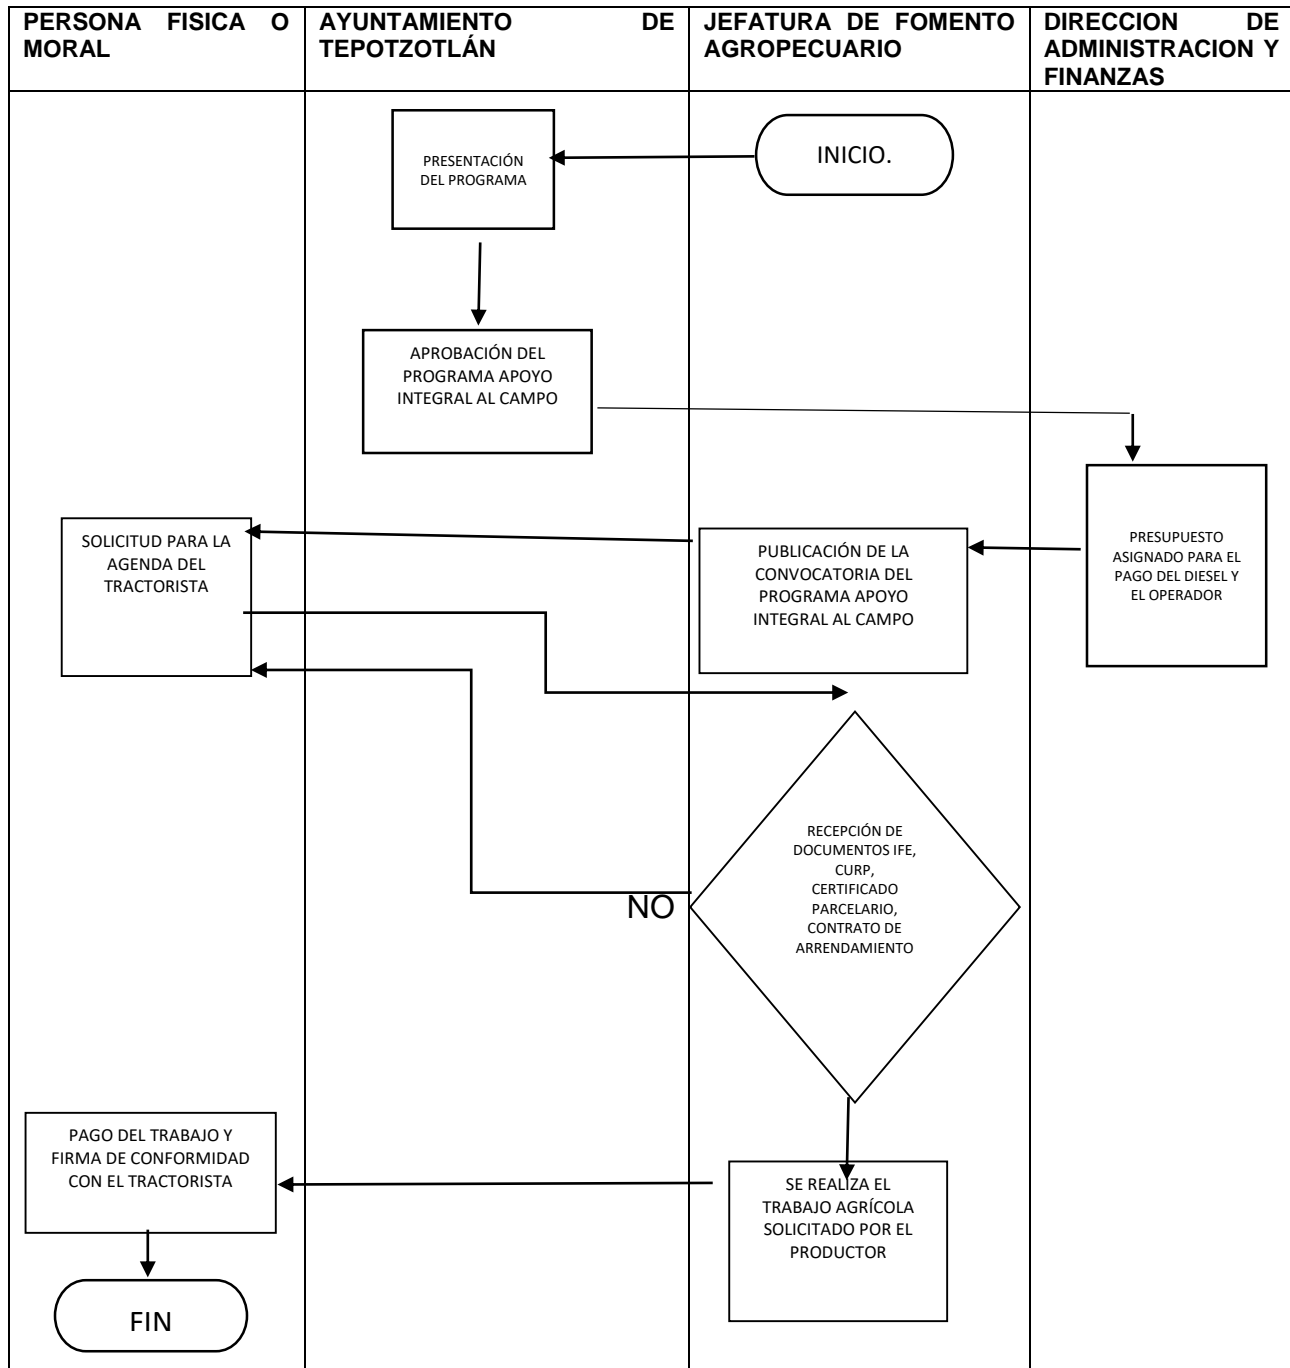 PERSONA FISICA O
MORAL
AYUNTAMIENTO DE
TEPOTZOTLÁN
JEFATURA DE FOMENTO
AGROPECUARIO
DIRECCION DE
ADMINISTRACION Y
FINANZAS
INICIO.
PRESENTACIÓN
DEL PROGRAMA
APROBACIÓN DEL
PROGRAMA APOYO
INTEGRAL AL CAMPO
PRESUPUESTO
ASIGNADO PARA EL
PAGO DEL DIESEL Y
EL OPERADOR
PUBLICACIÓN DE LA
CONVOCATORIA DEL
PROGRAMA APOYO
INTEGRAL AL CAMPO
SOLICITUD PARA LA
AGENDA DEL
TRACTORISTA
RECEPCIÓN DE
DOCUMENTOS IFE,
CURP,
CERTIFICADO
PARCELARIO,
CONTRATO DE
ARRENDAMIENTO
NO
SE REALIZA EL
TRABAJO AGRÍCOLA
SOLICITADO POR EL
PRODUCTOR
PAGO DEL TRABAJO Y
FIRMA DE CONFORMIDAD
CON EL TRACTORISTA
FIN